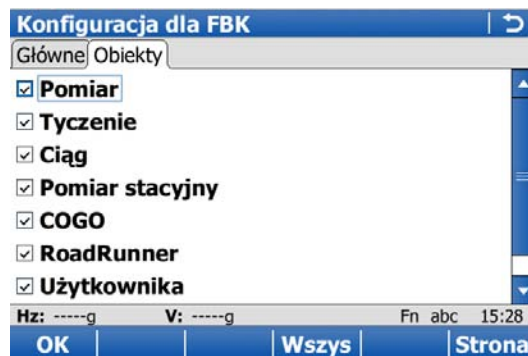 Konfiguracja dla FBK
Główne Obiekty
Pomiar
Tyczenie
Ciąg
Pomiar stacyjny
COGO
RoadRunner
Użytkownika
Hz: -----g V: -----g Fn abc 15:28
OK Wszys Strona